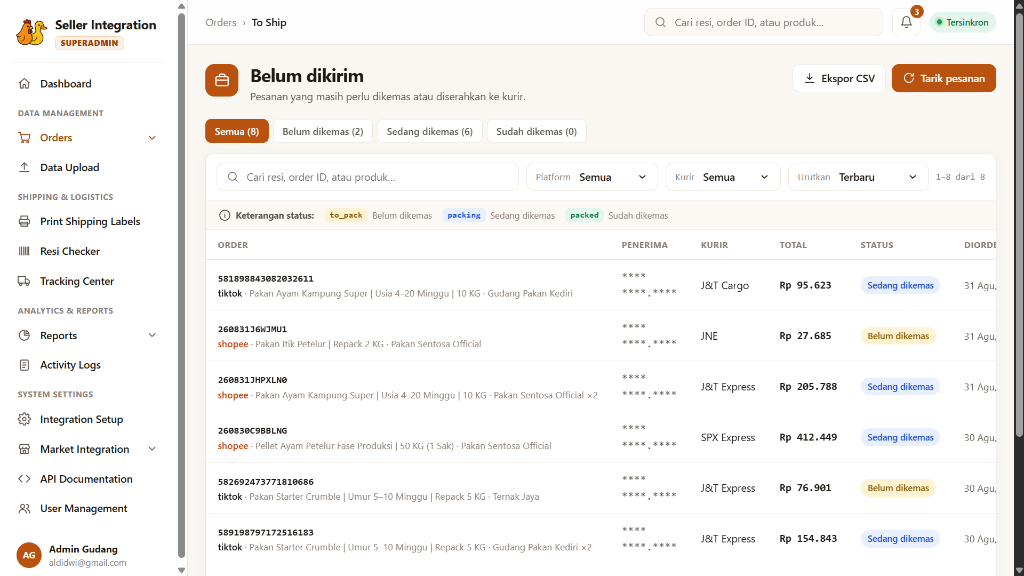 Seller Integration
SUPERADMIN
Dashboard
DATA MANAGEMENT
Orders
Data Upload
SHIPPING & LOGISTICS
Print Shipping Labels
Resi Checker
Tracking Center
ANALYTICS & REPORTS
Reports
Activity Logs
SYSTEM SETTINGS
Integration Setup
Market Integration
API Documentation
User Management
AG
Admin Gudang
aldidwi@gmail.com
Orders › To Ship
Cari resi, order ID, atau produk...
3
Tersinkron
Belum dikirim
Pesanan yang masih perlu dikemas atau diserahkan ke kurir.
Ekspor CSV
Tarik pesanan
Semua (8)
Belum dikemas (2)
Sedang dikemas (6)
Sudah dikemas (0)
Cari resi, order ID, atau produk...
Platform Semua
Kurir Semua
Urutkan Terbaru
1–8 dari 8
Keterangan status: to_pack Belum dikemas packing Sedang dikemas packed Sudah dikemas
ORDER PENERIMA KURIR TOTAL STATUS DIORDE
581898843082032611
tiktok · Pakan Ayam Kampung Super | Usia 4–20 Minggu | 10 KG · Gudang Pakan Kediri
****
****.****
J&T Cargo
Rp 95.623
Sedang dikemas
31 Agu,
260831J6WJMU1
shopee · Pakan Itik Petelur | Repack 2 KG · Pakan Sentosa Official
****
****.****
JNE
Rp 27.685
Belum dikemas
31 Agu,
260831JHPXLN0
shopee · Pakan Ayam Kampung Super | Usia 4–20 Minggu | 10 KG · Pakan Sentosa Official ×2
****
****.****
J&T Express
Rp 205.788
Sedang dikemas
31 Agu,
260830C9BBLNG
shopee · Pellet Ayam Petelur Fase Produksi | 50 KG (1 Sak) · Pakan Sentosa Official
****
****.****
SPX Express
Rp 412.449
Sedang dikemas
30 Agu,
582692473771810686
tiktok · Pakan Starter Crumble | Umur 5–10 Minggu | Repack 5 KG · Ternak Jaya
****
****.****
J&T Express
Rp 76.901
Belum dikemas
30 Agu,
589198797172516183
tiktok · Pakan Starter Crumble | Umur 5–10 Minggu | Repack 5 KG · Gudang Pakan Kediri ×2
****
****.****
J&T Express
Rp 154.843
Sedang dikemas
30 Agu,